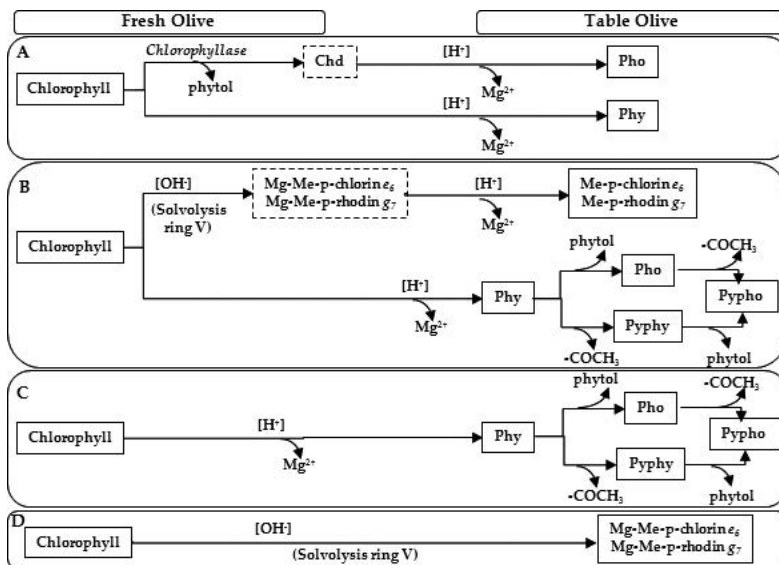 Fresh Olive
Table Olive
A
Chlorophyllase
[H⁺]
Chlorophyll
Chd
Pho
phytol
Mg²⁺
[H⁺]
Phy
Mg²⁺
B
[OH-]
(Solvolysis
ring V)
Mg-Me-p-chlorin e₆
Mg-Me-p-rhodin g₇
[H⁺]
Mg²⁺
Me-p-chlorin e₆
Me-p-rhodin g₇
Chlorophyll
phytol
-COCH₃
Pho
[H⁺]
Phy
Pypho
Mg²⁺
Pyphy
-COCH₃
phytol
C
phytol
-COCH₃
Pho
[H⁺]
Chlorophyll
Phy
Pypho
Mg²⁺
Pyphy
-COCH₃
phytol
D
[OH-]
Chlorophyll
(Solvolysis ring V)
Mg-Me-p-chlorin e₆
Mg-Me-p-rhodin g₇